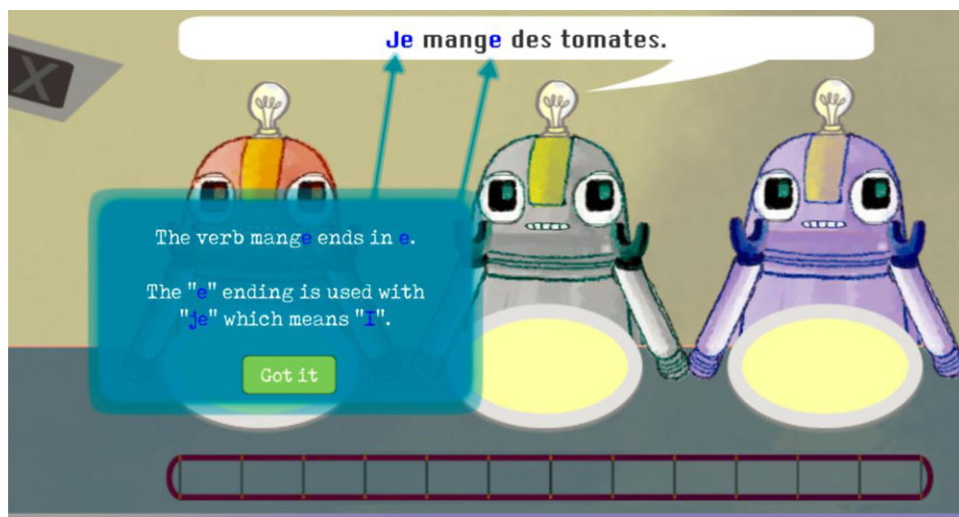 Je mange des tomates.
X
The verb mange ends in e.
The "e" ending is used with
"je" which means "I".
Got it